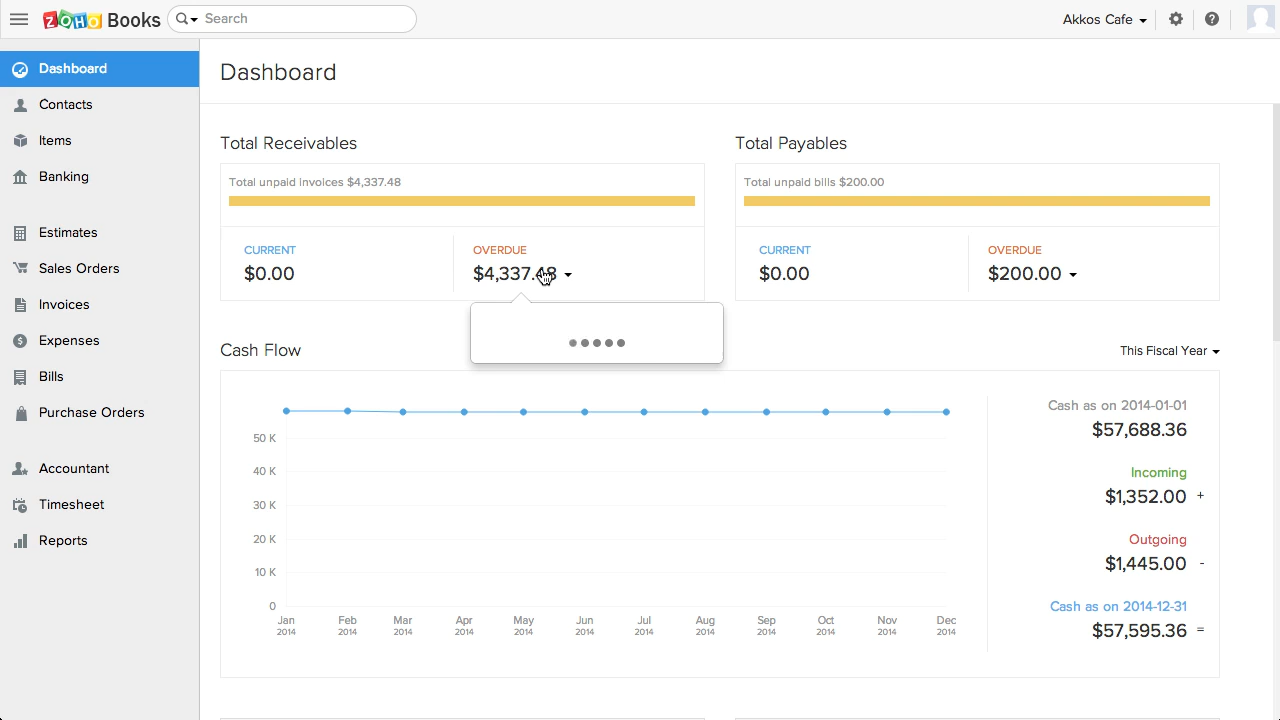 ZOHO Books
Search
Akkos Cafe
Dashboard
Contacts
Items
Banking
Estimates
Sales Orders
Invoices
Expenses
Bills
Purchase Orders
Accountant
Timesheet
Reports
Dashboard
Total Receivables
Total unpaid invoices $4,337.48
CURRENT
$0.00
OVERDUE
$4,337.48
Total Payables
Total unpaid bills $200.00
CURRENT
$0.00
OVERDUE
$200.00
Cash Flow
This Fiscal Year
50 K
40 K
30 K
20 K
10 K
0
Jan Feb Mar Apr May Jun Jul Aug Sep Oct Nov Dec
2014 2014 2014 2014 2014 2014 2014 2014 2014 2014 2014 2014
Cash as on 2014-01-01
$57,688.36
Incoming
$1,352.00 +
Outgoing
$1,445.00 -
Cash as on 2014-12-31
$57,595.36 =